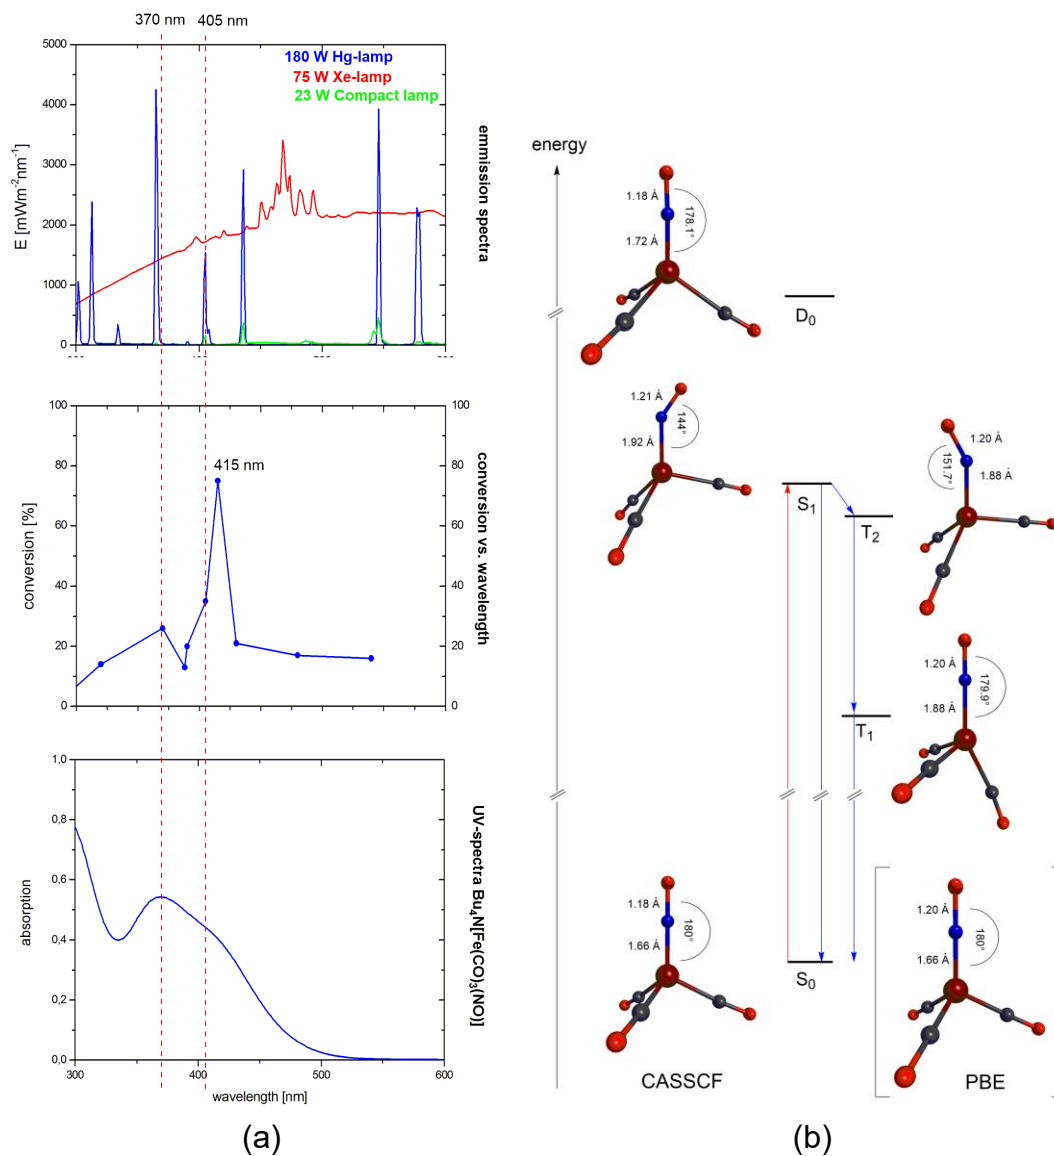 370 nm
405 nm
5000
4000
3000
2000
1000
0
E [mWm-2nm-1]
180 W Hg-lamp
75 W Xe-lamp
23 W Compact lamp
emmission spectra
100
80
60
40
20
0
conversion [%]
415 nm
100
80
60
40
20
0
conversion vs. wavelength
1,0
0,8
0,6
0,4
0,2
0,0
absorption
300
400
500
600
wavelength [nm]
UV-spectra Bu4N[Fe(CO)3(NO)]
(a)
energy
1.18 Å
178.1°
1.72 Å
D0
1.21 Å
144°
1.92 Å
S1
T2
1.20 Å
151.7°
1.88 Å
1.20 Å
179.9°
1.88 Å
T1
1.18 Å
180°
1.66 Å
S0
1.20 Å
180°
1.66 Å
CASSCF
PBE
(b)